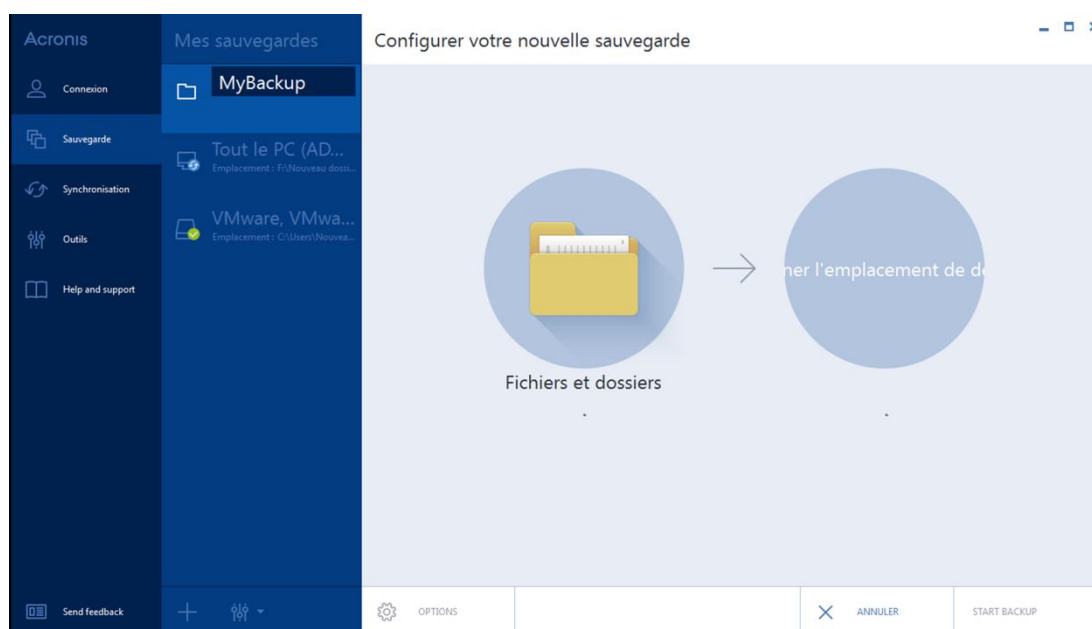 Acronis
Connexion
Sauvegarde
Synchronisation
Outils
Help and support
Send feedback
Mes sauvegardes
MyBackup
Tout le PC (AD...
Emplacement : F:\Nouveau dossi...
VMware, VMwa...
Emplacement : C:\Users\Nouvea...
Configurer votre nouvelle sauvegarde
Fichiers et dossiers
ner l'emplacement de de
OPTIONS
ANNULER
START BACKUP